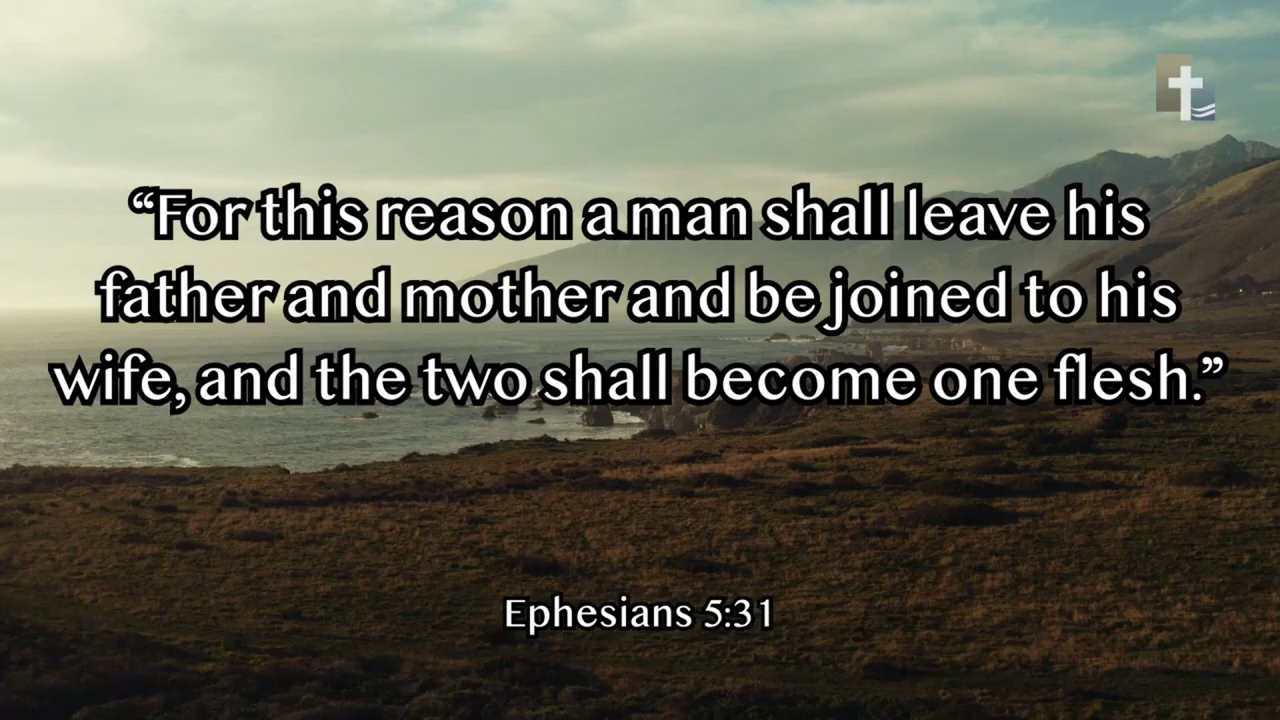 “For this reason a man shall leave his
father and mother and be joined to his
wife, and the two shall become one flesh.”
Ephesians 5:31